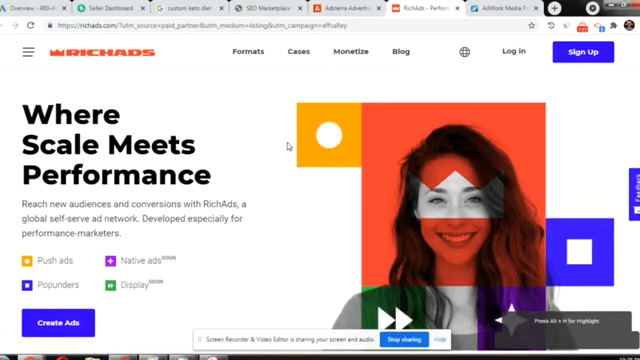 Overview - 450-4
Seller Dashboard
custom keto diet
SEO Marketplace
Adsterra Advertis
RichAds - Perform
AdWork Media P
https://richads.com/?utm_source=paid_partner&utm_medium=listing&utm_campaign=affvalley
RICHADS
Formats
Cases
Monetize
Blog
Log in
Sign Up
Where
Scale Meets
Performance
Reach new audiences and conversions with RichAds, a
global self-serve ad network. Developed especially for
performance-marketers.
Push ads
Native ads SOON
Popunders
Display SOON
Create Ads
Feedback
Press Alt + H for Highlight
Screen Recorder & Video Editor is sharing your screen and audio.
Stop sharing
Hide